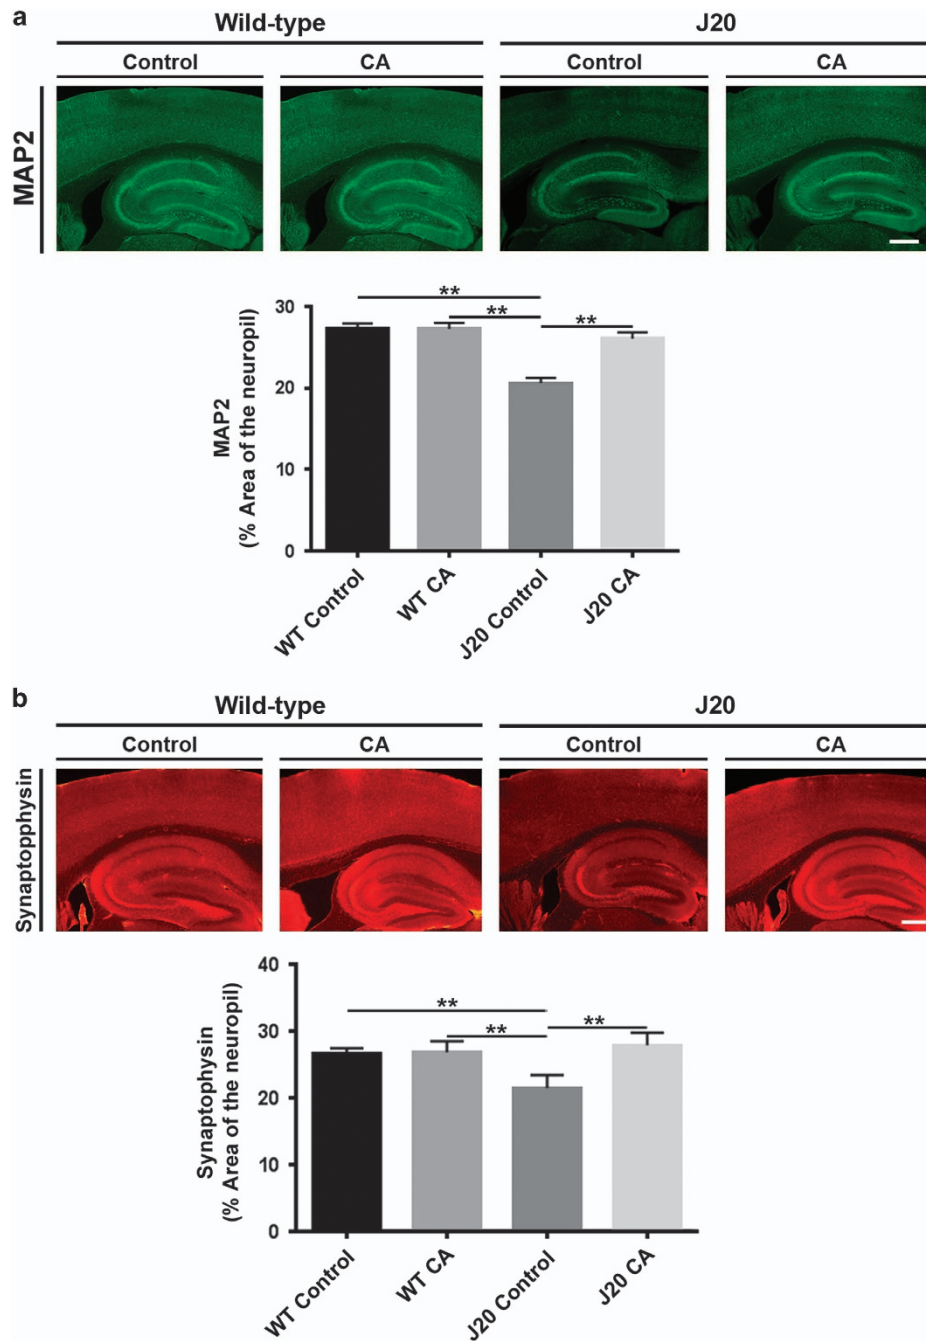 a
Wild-type J20
Control CA Control CA
MAP2
** 
** **
30
20
10
0
MAP2
(% Area of the neuropil)
WT Control WT CA J20 Control J20 CA
b
Wild-type J20
Control CA Control CA
Synaptophysin
**
** **
40
30
20
10
0
Synaptophysin
(% Area of the neuropil)
WT Control WT CA J20 Control J20 CA